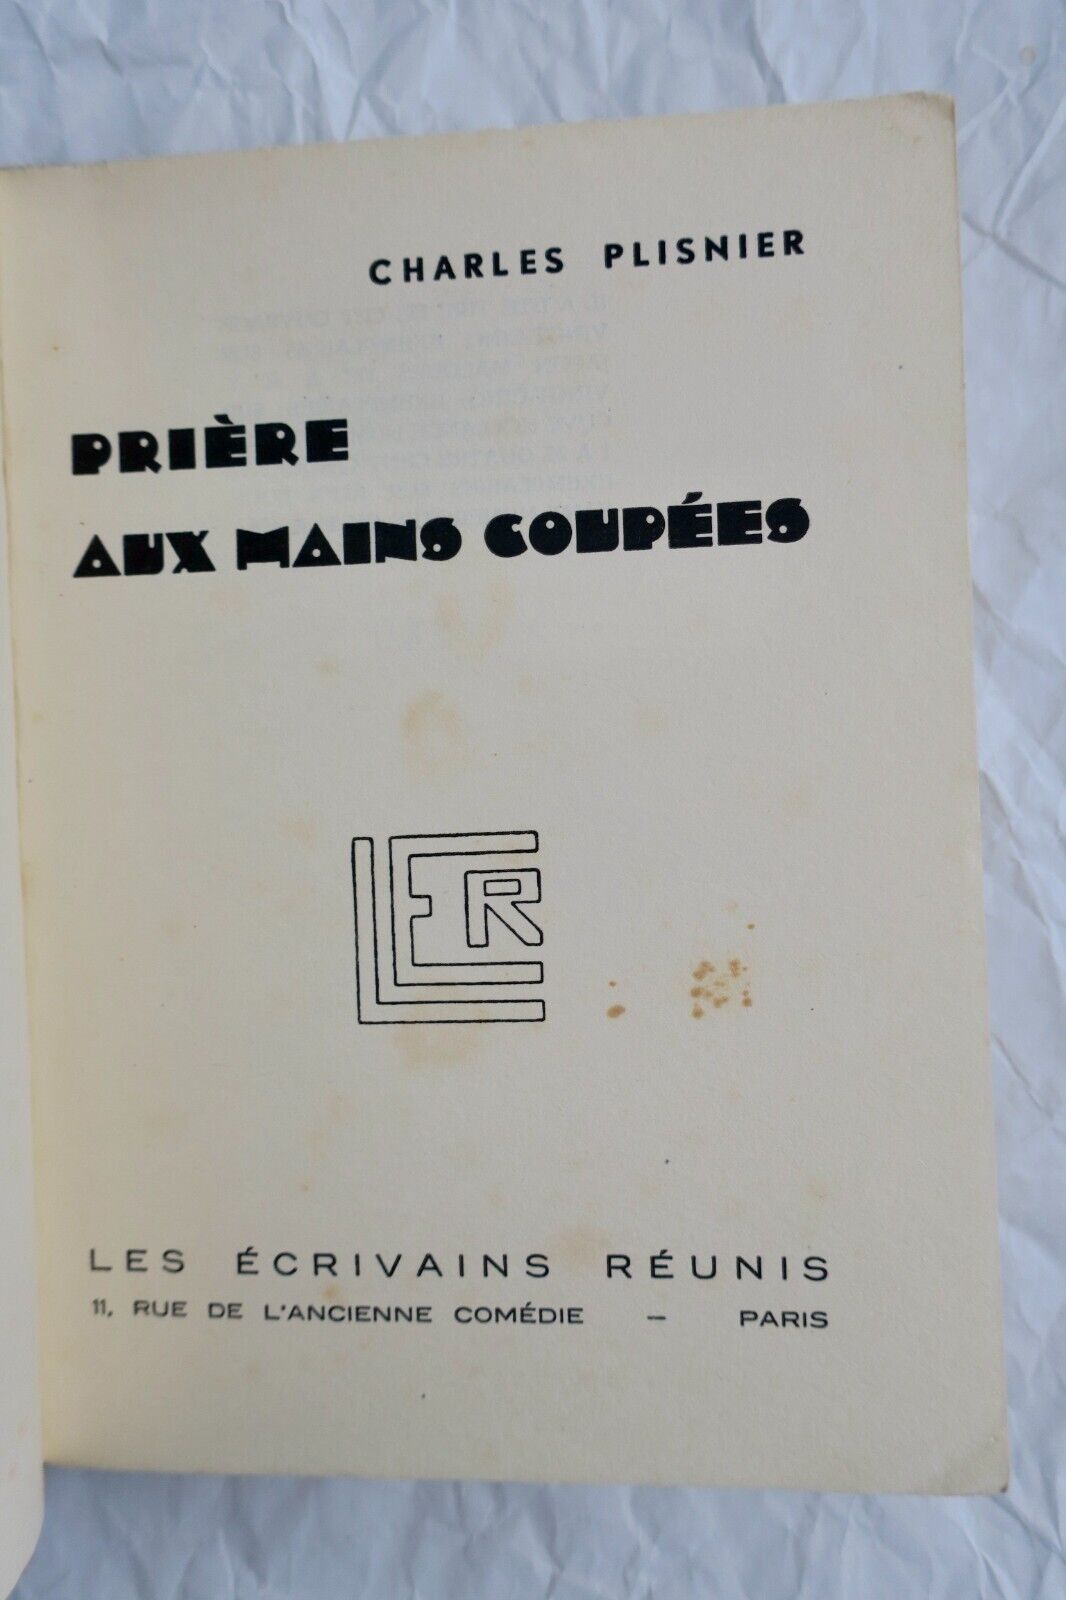 CHARLES PLISNIER
PRIÈRE
AUX MAINS COUPÉES
LER
LES ÉCRIVAINS RÉUNIS
11, RUE DE L'ANCIENNE COMÉDIE — PARIS